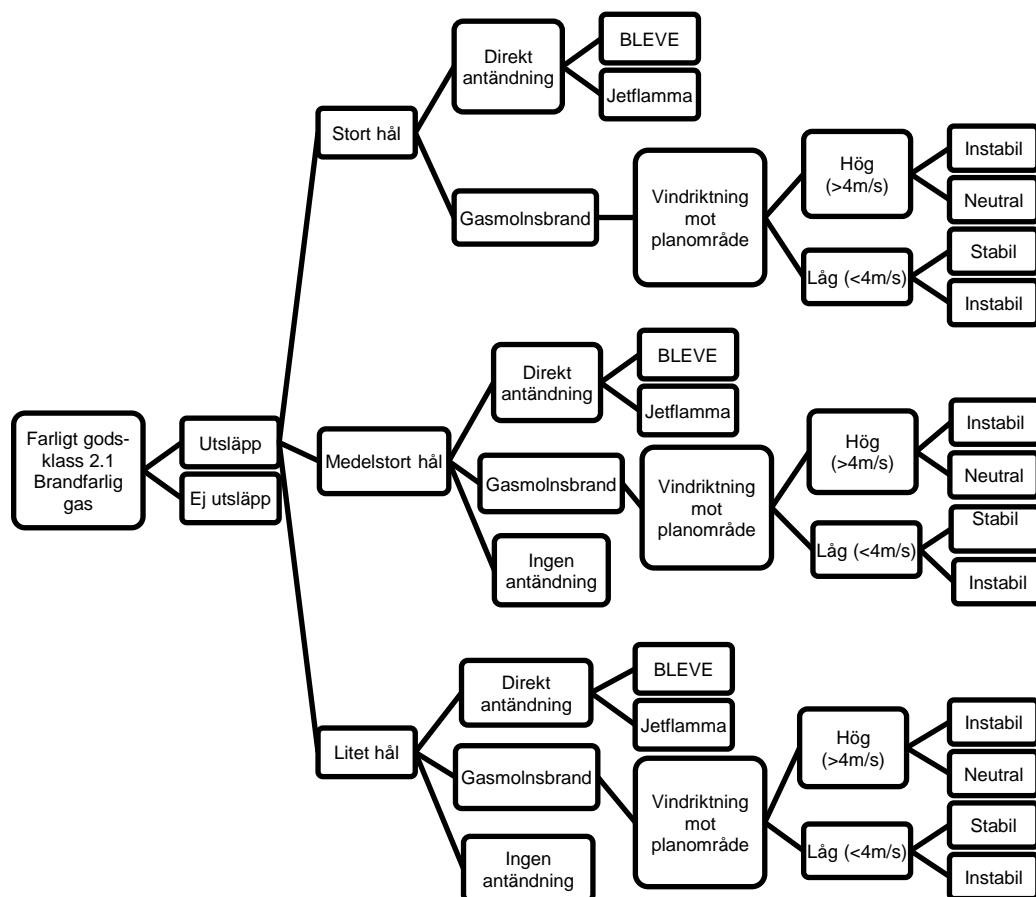 Farligt gods-
klass 2.1
Brandfarlig
gas
Utsläpp
Ej utsläpp
Stort hål
Direkt
antändning
BLEVE
Jetflamma
Gasmolnsbrand
Vindriktning
mot
planområde
Hög
(>4m/s)
Instabil
Neutral
Låg (<4m/s)
Stabil
Instabil
Medelstort hål
Direkt
antändning
BLEVE
Jetflamma
Gasmolnsbrand
Vindriktning
mot
planområde
Hög
(>4m/s)
Instabil
Neutral
Låg (<4m/s)
Stabil
Instabil
Ingen
antändning
Litet hål
Direkt
antändning
BLEVE
Jetflamma
Gasmolnsbrand
Vindriktning
mot
planområde
Hög
(>4m/s)
Instabil
Neutral
Låg (<4m/s)
Stabil
Instabil
Ingen
antändning